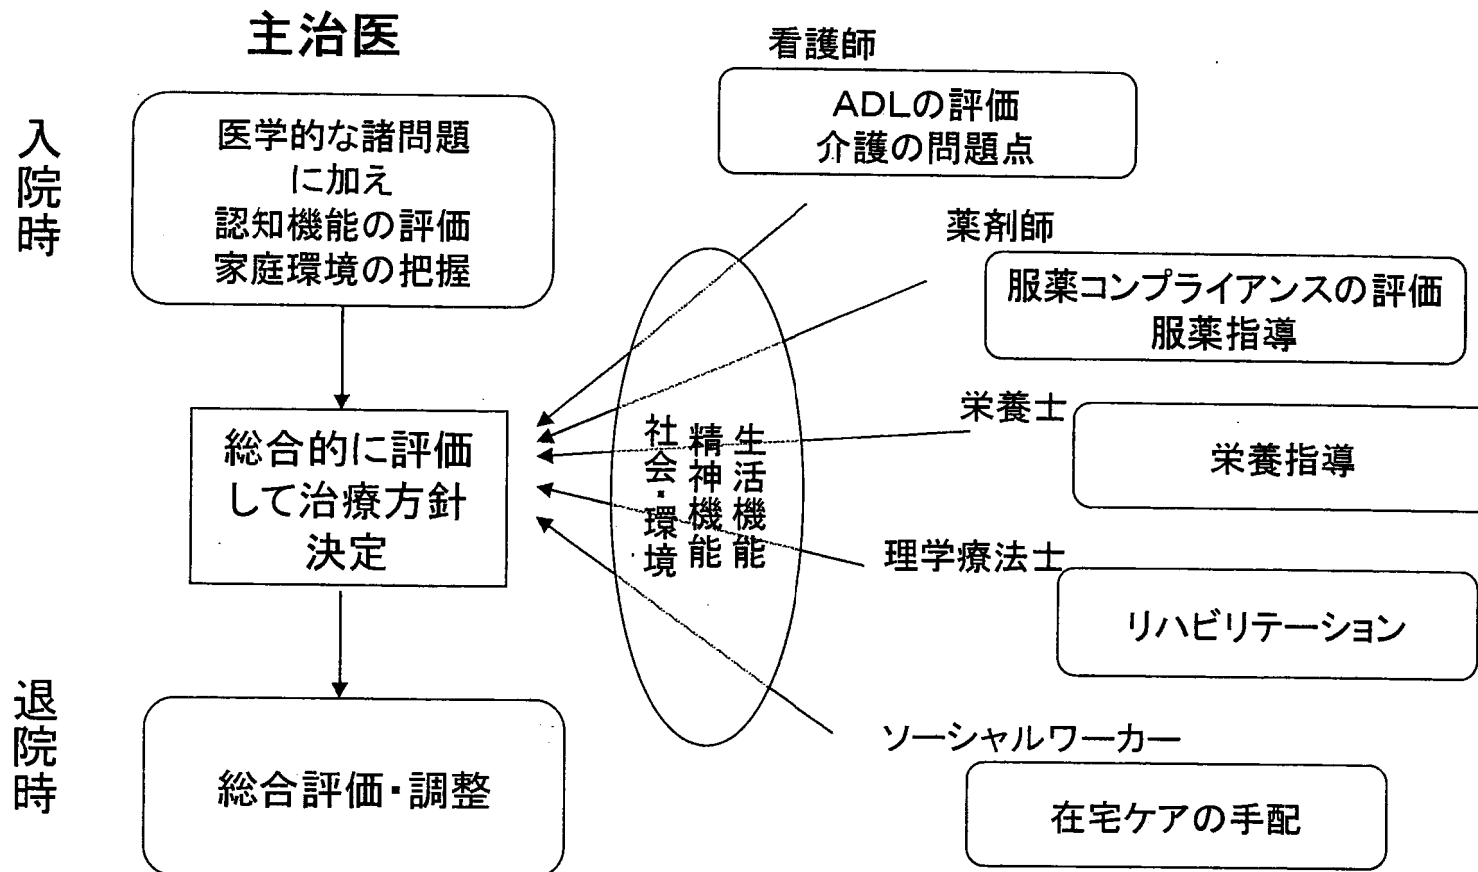 主治医
入院時
医学的な諸問題
に加え
認知機能の評価
家庭環境の把握
総合的に評価
して治療方針
決定
退院時
総合評価・調整
社会・環境
精神機能
生活機能
看護師
ADLの評価
介護の問題点
薬剤師
服薬コンプライアンスの評価
服薬指導
栄養士
栄養指導
理学療法士
リハビリテーション
ソーシャルワーカー
在宅ケアの手配